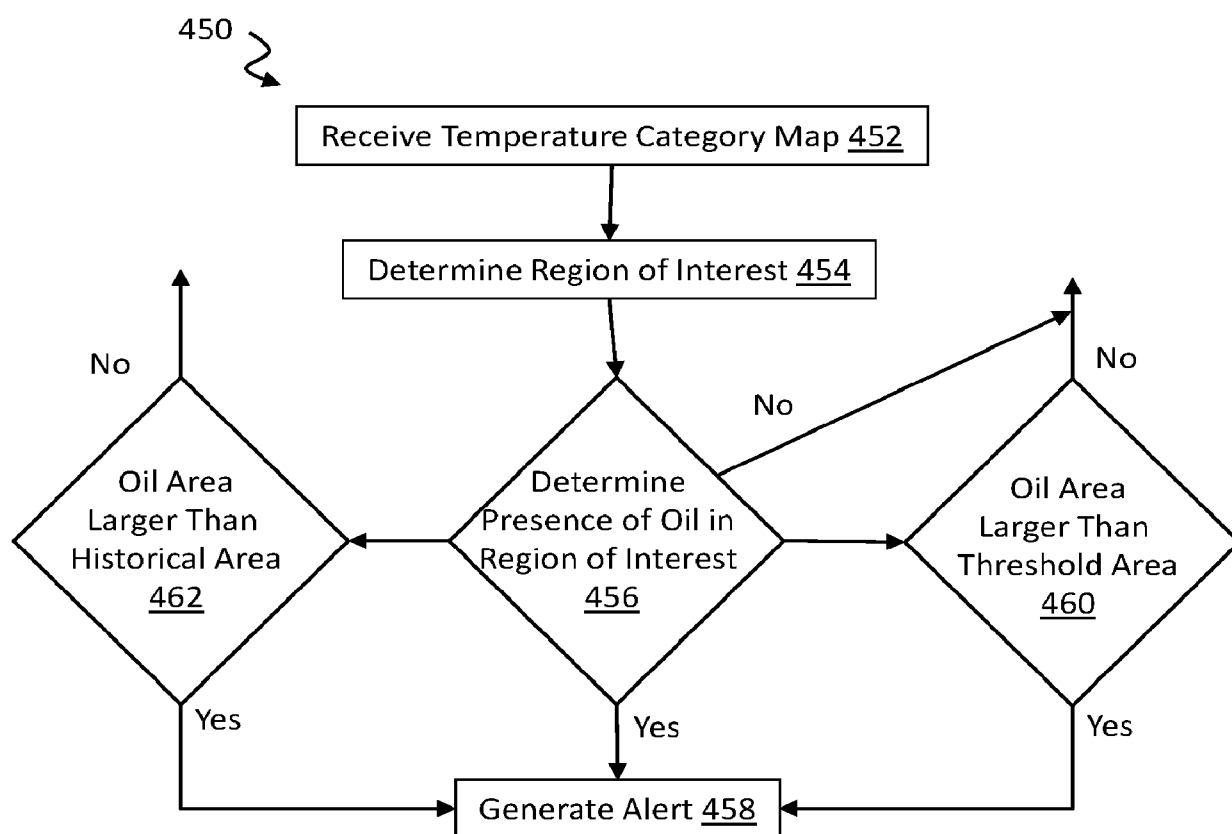 450
Receive Temperature Category Map 452
Determine Region of Interest 454
No
No
No
Oil Area
Larger Than
Historical Area
462
Determine
Presence of Oil in
Region of Interest
456
Oil Area
Larger Than
Threshold Area
460
Yes
Yes
Yes
Generate Alert 458